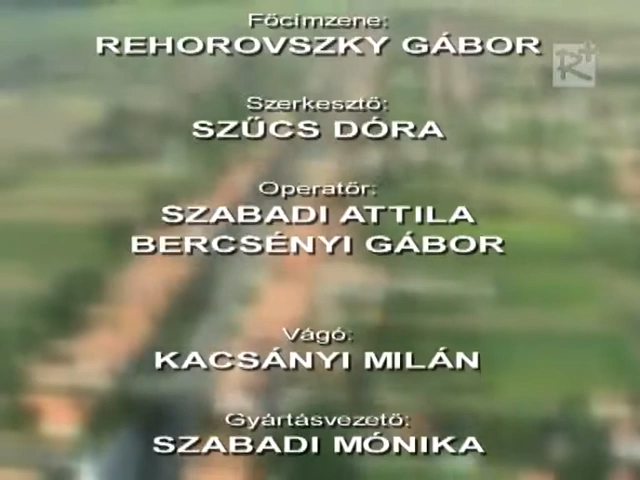 Főcímzene:
REHOROVSZKY GÁBOR
R+
Szerkesztő:
SZŰCS DÓRA
Operatőr:
SZABADI ATTILA
BERCSÉNYI GÁBOR
Vágó:
KACSÁNYI MILÁN
Gyártásvezető:
SZABADI MÓNIKA